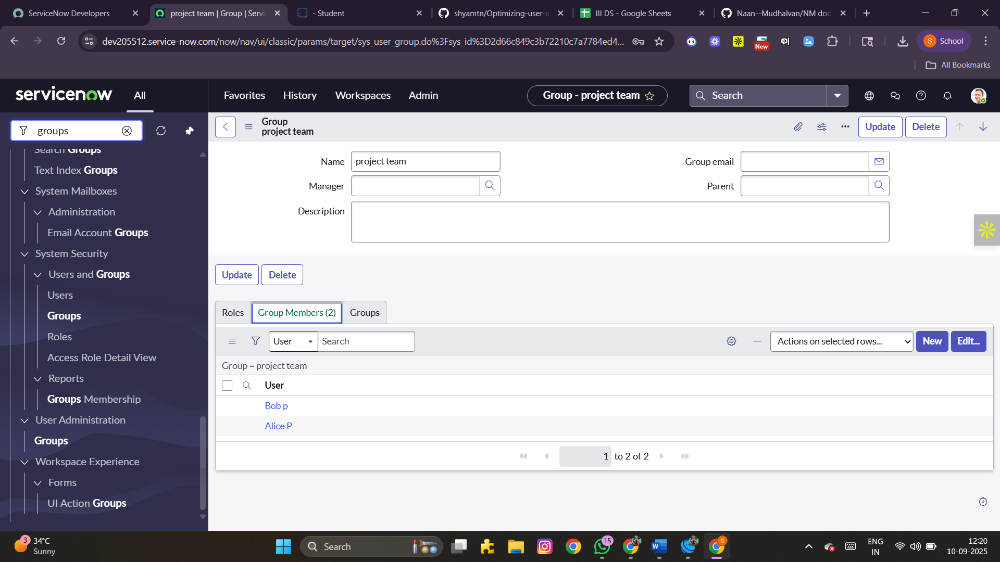 ServiceNow Developers
project team | Group | Servi
- Student
shyamtn/Optimizing-user-a
III DS - Google Sheets
Naan--Mudhalvan/NM doc
dev205512.service-now.com/now/nav/ui/classic/params/target/sys_user_group.do%3Fsys_id%3D2d66c849c3b72210c7a7784ed4...
New
S School
All Bookmarks
servicenow
All
Favorites
History
Workspaces
Admin
Group - project team
Search
groups
Group
project team
Update
Delete
Search Groups
Text Index Groups
System Mailboxes
Administration
Email Account Groups
System Security
Users and Groups
Users
Groups
Roles
Access Role Detail View
Reports
Groups Membership
User Administration
Groups
Workspace Experience
Forms
UI Action Groups
Name project team
Group email
Manager
Parent
Description
Update
Delete
Roles
Group Members (2)
Groups
User
Search
Actions on selected rows...
New
Edit...
Group = project team
User
Bob p
Alice P
1 to 2 of 2
3
34°C
Sunny
Search
15
S
ENG
IN
12:20
10-09-2025